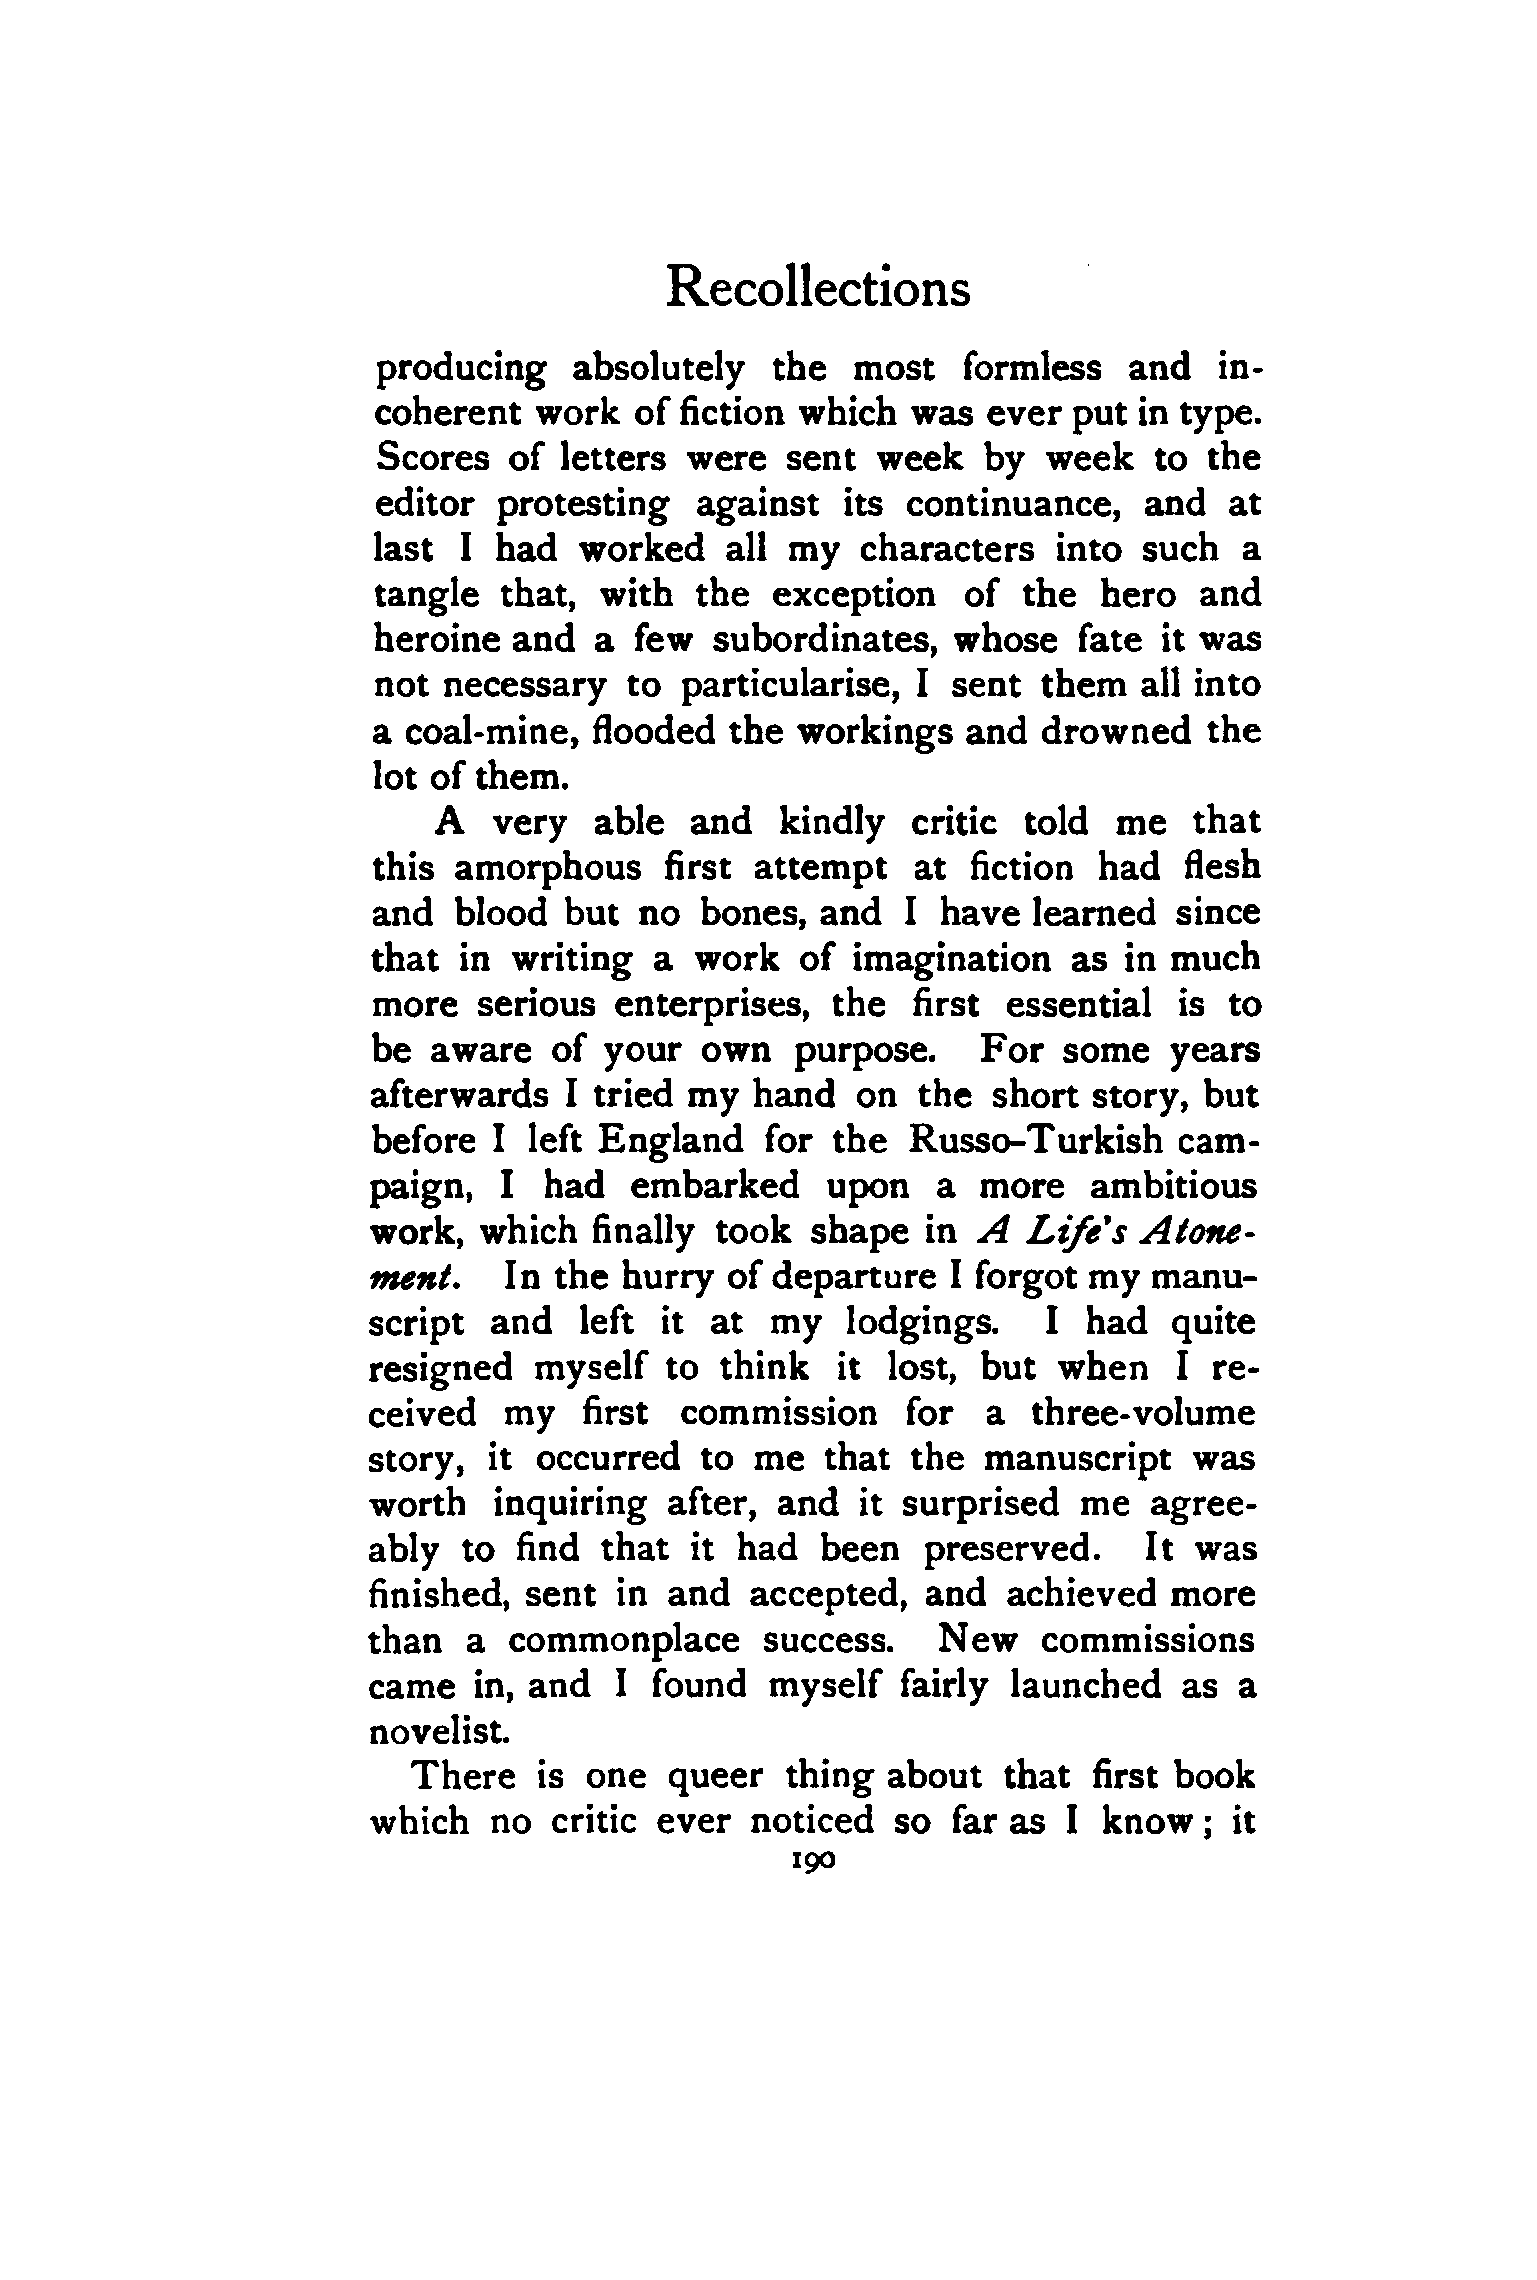 Recollections
producing absolutely the most formless and in-
coherent work of fiction which was ever put in type.
Scores of letters were sent week by week to the
editor protesting against its continuance, and at
last I had worked all my characters into such a
tangle that, with the exception of the hero and
heroine and a few subordinates, whose fate it was
not necessary to particularise, I sent them all into
a coal-mine, flooded the workings and drowned the
lot of them.
A very able and kindly critic told me that
this amorphous first attempt at fiction had flesh
and blood but no bones, and I have learned since
that in writing a work of imagination as in much
more serious enterprises, the first essential is to
be aware of your own purpose. For some years
afterwards I tried my hand on the short story, but
before I left England for the Russo-Turkish cam-
paign, I had embarked upon a more ambitious
work, which finally took shape in A Life's Atone-
ment. In the hurry of departure I forgot my manu-
script and left it at my lodgings. I had quite
resigned myself to think it lost, but when I re-
ceived my first commission for a three-volume
story, it occurred to me that the manuscript was
worth inquiring after, and it surprised me agree-
ably to find that it had been preserved. It was
finished, sent in and accepted, and achieved more
than a commonplace success. New commissions
came in, and I found myself fairly launched as a
novelist.
There is one queer thing about that first book
which no critic ever noticed so far as I know; it
190